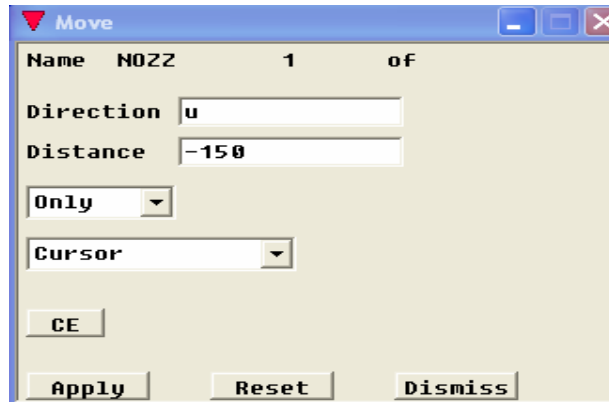 Move
Name NOZZ 1 of
Direction u
Distance -150
Only
Cursor
CE
Apply Reset Dismiss